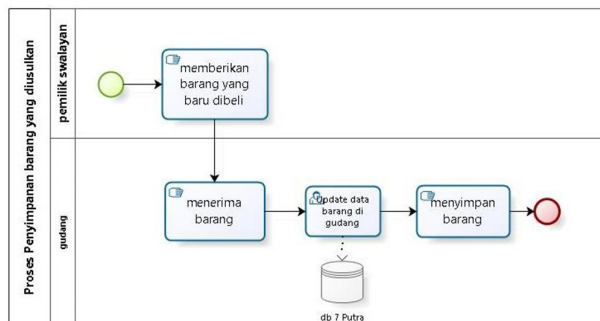 Proses Penyimpanan barang yang diusulkan
pemilik swalayan
memberikan
barang yang
baru dibeli
gudang
menerima
barang
Update data
barang di
gudang
menyimpan
barang
db 7 Putra